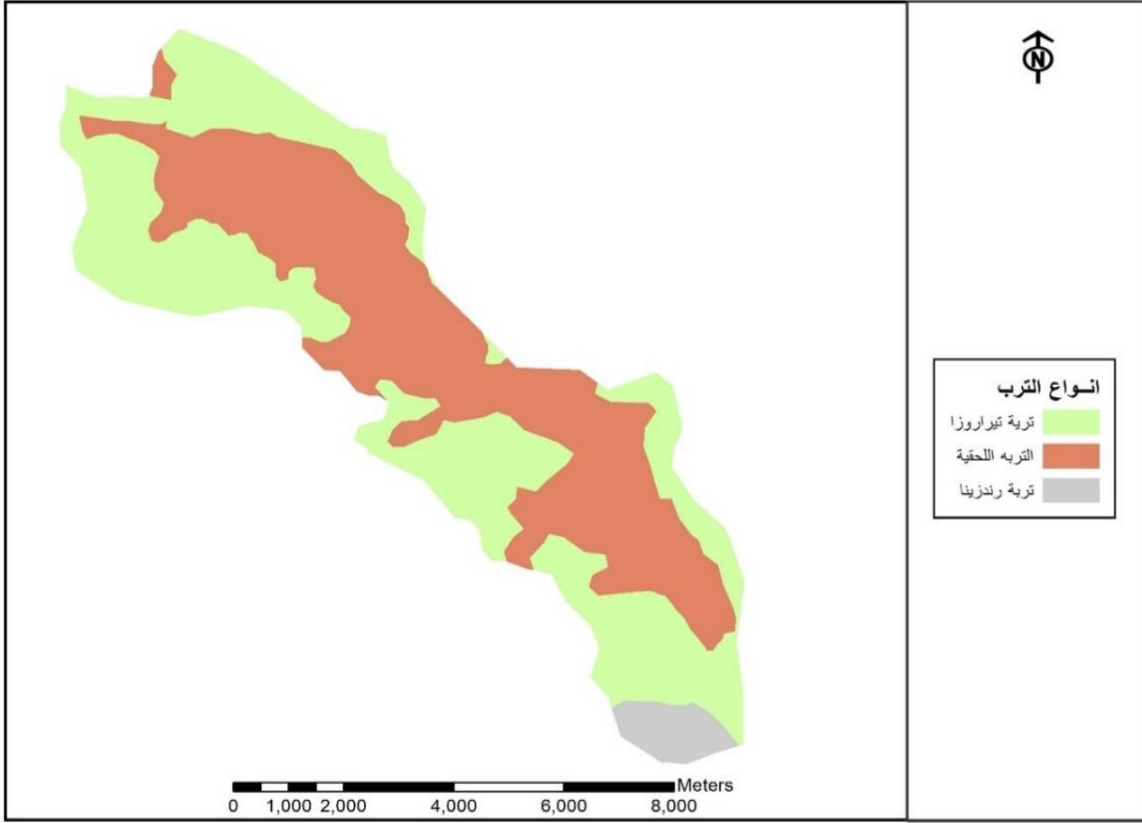 N
انــواع الترب
تربة تيراروزا
التربه اللحقية
تربة رندزينا
Meters
0 1,000 2,000 4,000 6,000 8,000